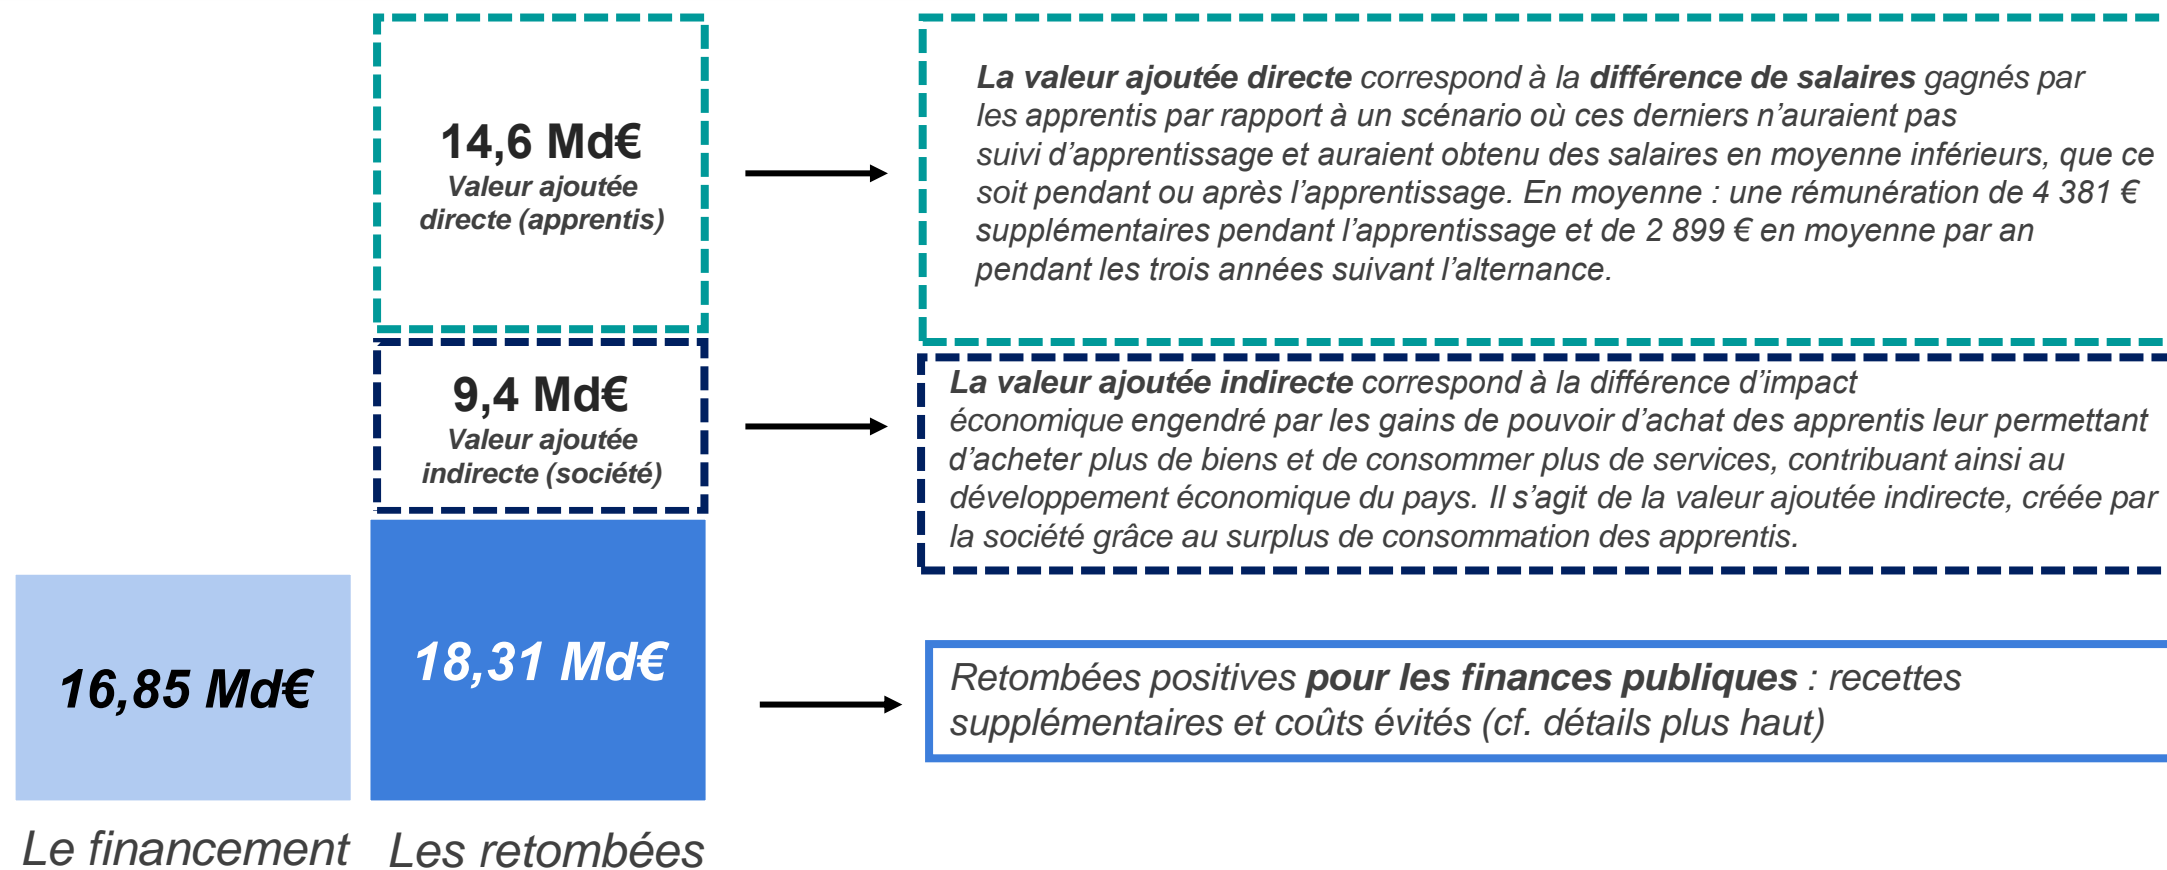 14,6 Md€
Valeur ajoutée
directe (apprentis)
La valeur ajoutée directe correspond à la différence de salaires gagnés par
les apprentis par rapport à un scénario où ces derniers n’auraient pas
suivi d’apprentissage et auraient obtenu des salaires en moyenne inférieurs, que ce
soit pendant ou après l’apprentissage. En moyenne : une rémunération de 4 381 €
supplémentaires pendant l’apprentissage et de 2 899 € en moyenne par an
pendant les trois années suivant l’alternance.
9,4 Md€
Valeur ajoutée
indirecte (société)
La valeur ajoutée indirecte correspond à la différence d’impact
économique engendré par les gains de pouvoir d’achat des apprentis leur permettant
d’acheter plus de biens et de consommer plus de services, contribuant ainsi au
développement économique du pays. Il s’agit de la valeur ajoutée indirecte, créée par
la société grâce au surplus de consommation des apprentis.
16,85 Md€
18,31 Md€
Retombées positives pour les finances publiques : recettes
supplémentaires et coûts évités (cf. détails plus haut)
Le financement
Les retombées